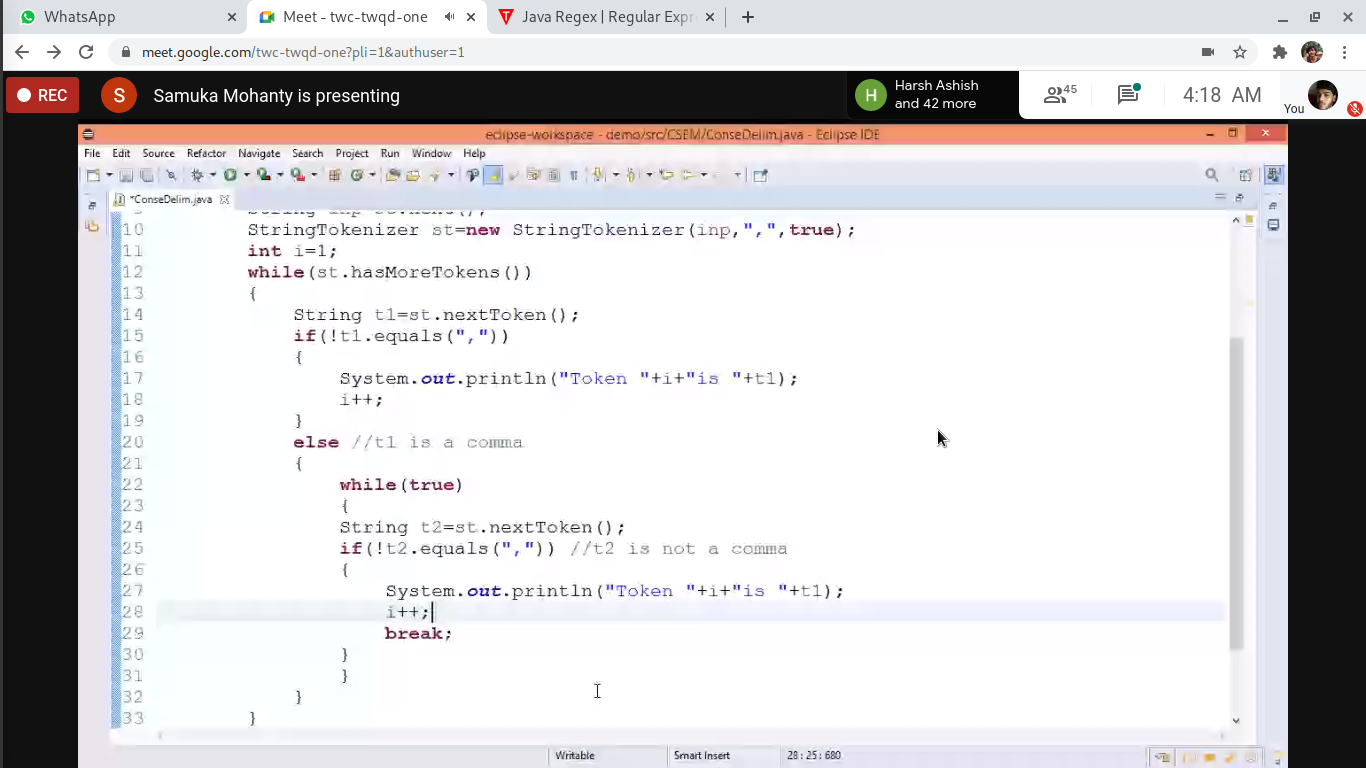 WhatsApp
Meet - twc-twqd-one
Java Regex | Regular Expr
meet.google.com/twc-twqd-one?pli=1&authuser=1
REC
S
Samuka Mohanty is presenting
H
Harsh Ashish
and 42 more
45
4:18 AM
You
eclipse-workspace - demo/src/CSBM/ConseDelim.java - Eclipse IDE
File Edit Source Refactor Navigate Search Project Run Window Help
*ConseDelim.java
10 StringTokenizer st=new StringTokenizer(inp,",",true);
11 int i=1;
12 while(st.hasMoreTokens())
13 {
14 String t1=st.nextToken();
15 if(!t1.equals(","))
16 {
17 System.out.println("Token "+i+"is "+t1);
18 i++;
19 }
20 else //t1 is a comma
21 {
22 while(true)
23 {
24 String t2=st.nextToken();
25 if(!t2.equals(",")) //t2 is not a comma
26 {
27 System.out.println("Token "+i+"is "+t1);
28 i++;
29 break;
30 }
31 }
32 }
33 }
Writable
Smart Insert
28 : 25 : 680